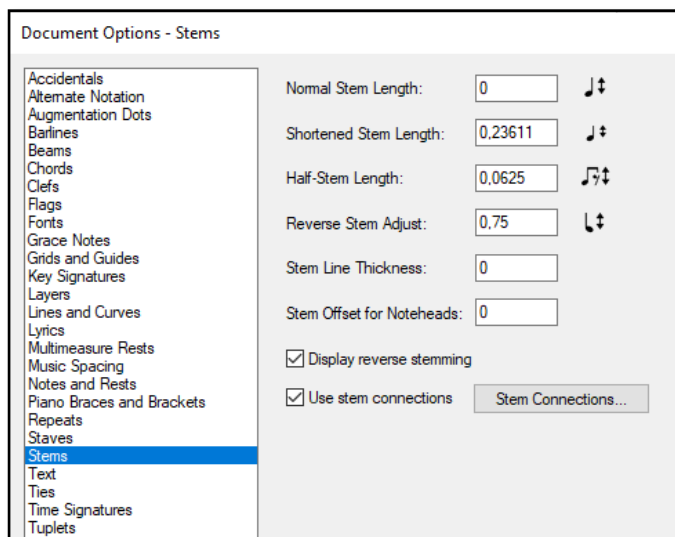 Document Options - Stems
Accidentals
Alternate Notation
Augmentation Dots
Barlines
Beams
Chords
Clefs
Flags
Fonts
Grace Notes
Grids and Guides
Key Signatures
Layers
Lines and Curves
Lyrics
Multimeasure Rests
Music Spacing
Notes and Rests
Piano Braces and Brackets
Repeats
Staves
Stems
Text
Ties
Time Signatures
Tuplets
Normal Stem Length: 0
Shortened Stem Length: 0,23611
Half-Stem Length: 0,0625
Reverse Stem Adjust: 0,75
Stem Line Thickness: 0
Stem Offset for Noteheads: 0
Display reverse stemming
Use stem connections Stem Connections...